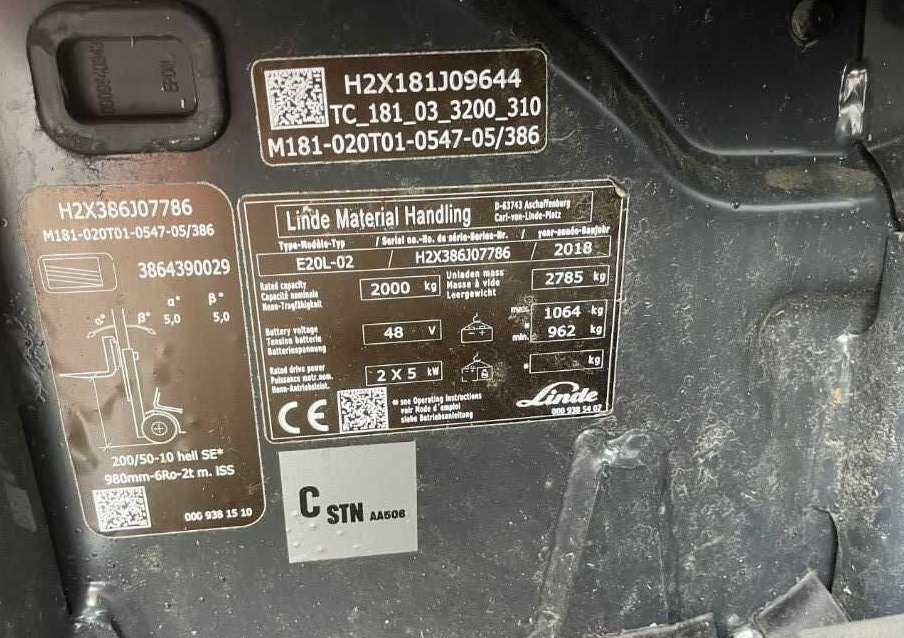 H2X181J09644
TC_181_03_3200_310
M181-020T01-0547-05/386
H2X386J07786
M181-020T01-0547-05/386
3864390029
α° β°
α° β° 5,0 5,0
200/50-10 hell SE*
980mm-6Ro-2t m. ISS
000 938 15 10
Linde Material Handling
D-63743 Aschaffenburg
Carl-von-Linde-Platz
Type-Modèle-Typ / Serial no.-No. de série-Serien-Nr. / year-année-Baujahr
E20L-02 / H2X386J07786 / 2018
Rated capacity
Capacité nominale
Nenn-Tragfähigkeit
2000 kg
Unladen mass
Masse à vide
Leergewicht
2785 kg
Battery voltage
Tension batterie
Batteriespannung
48 V
max. 1064 kg
*
min. 962 kg
Rated drive power
Puissance motr.nom.
Nenn-Antriebsleist.
2 X 5 kW
* kg
CE
* see Operating Instructions
voir Mode d'emploi
siehe Betriebsanleitung
Linde
000 938 54 07
C STN AA506